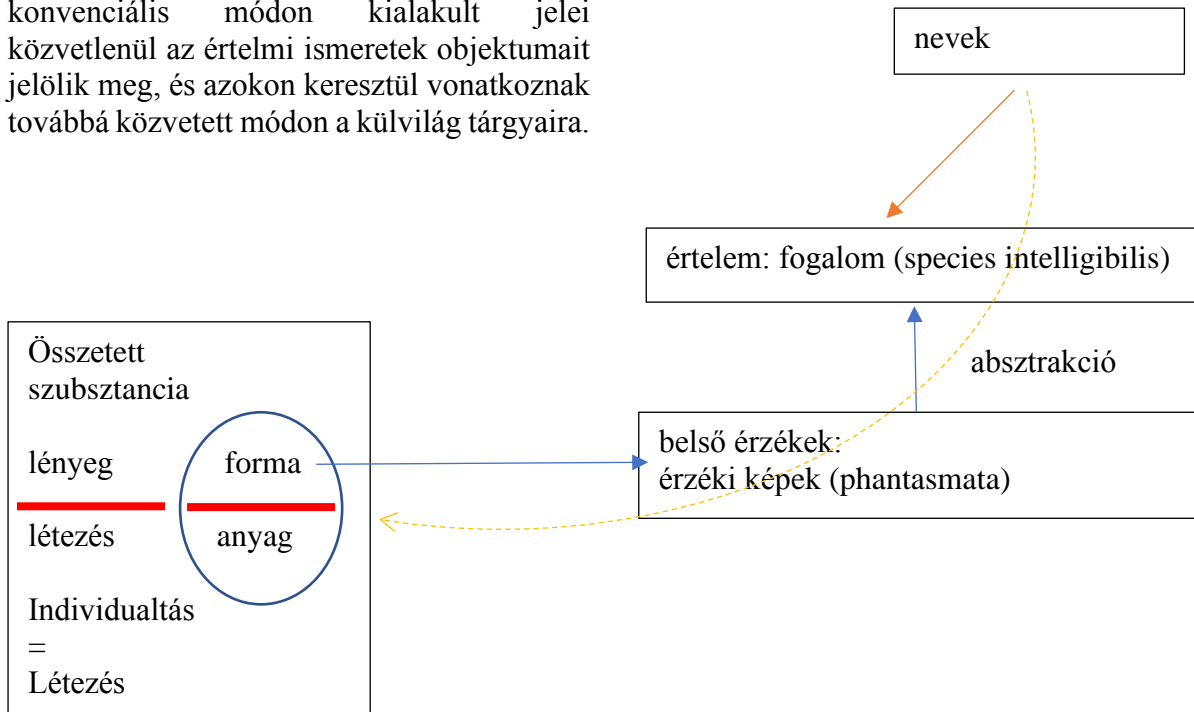 konvenciális módon kialakult jelei
közvetlenül az értelmi ismeretek objektumait
jelölik meg, és azokon keresztül vonatkoznak
továbbá közvetett módon a külvilág tárgyaira.
nevek
értelem: fogalom (species intelligibilis)
absztrakció
belső érzékek:
érzéki képek (phantasmata)
Összetett
szubsztancia
lényeg forma
létezés anyag
Individualtás
=
Létezés